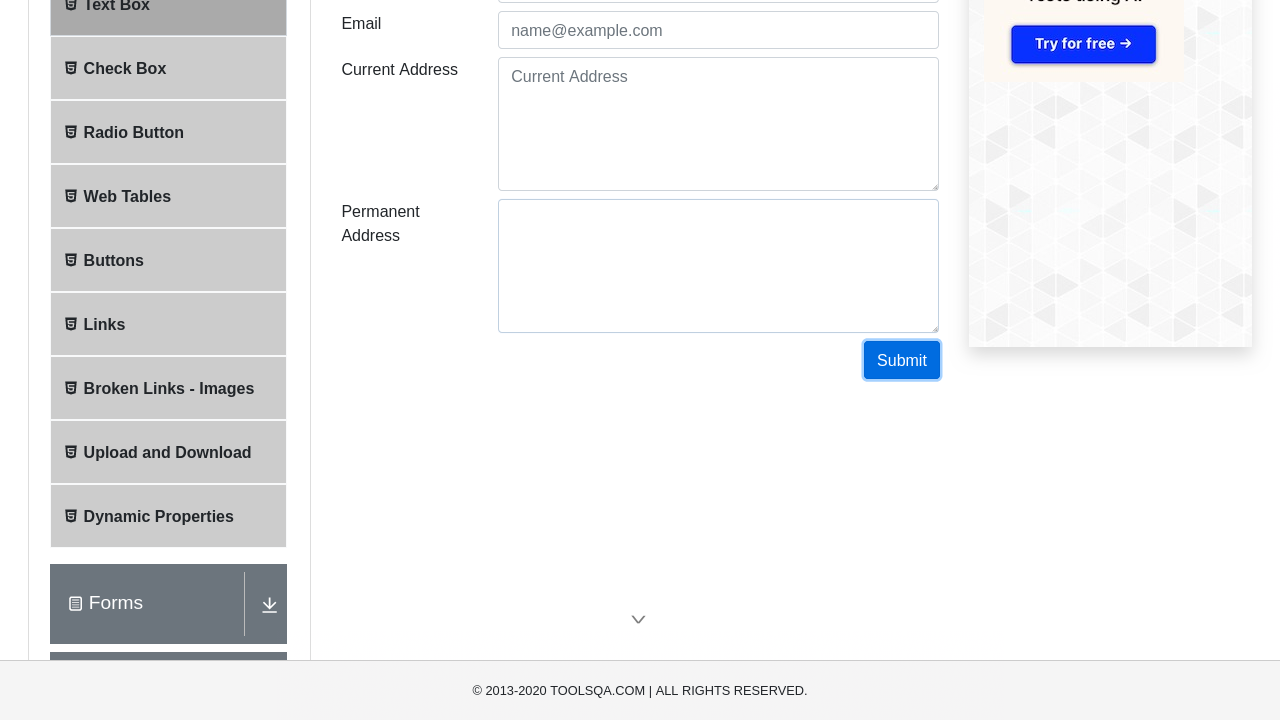 Text Box
Check Box
Radio Button
Web Tables
Buttons
Links
Broken Links - Images
Upload and Download
Dynamic Properties
Forms
Email
name@example.com
Current Address
Current Address
Permanent
Address
Submit
Try for free →
© 2013-2020 TOOLSQA.COM | ALL RIGHTS RESERVED.